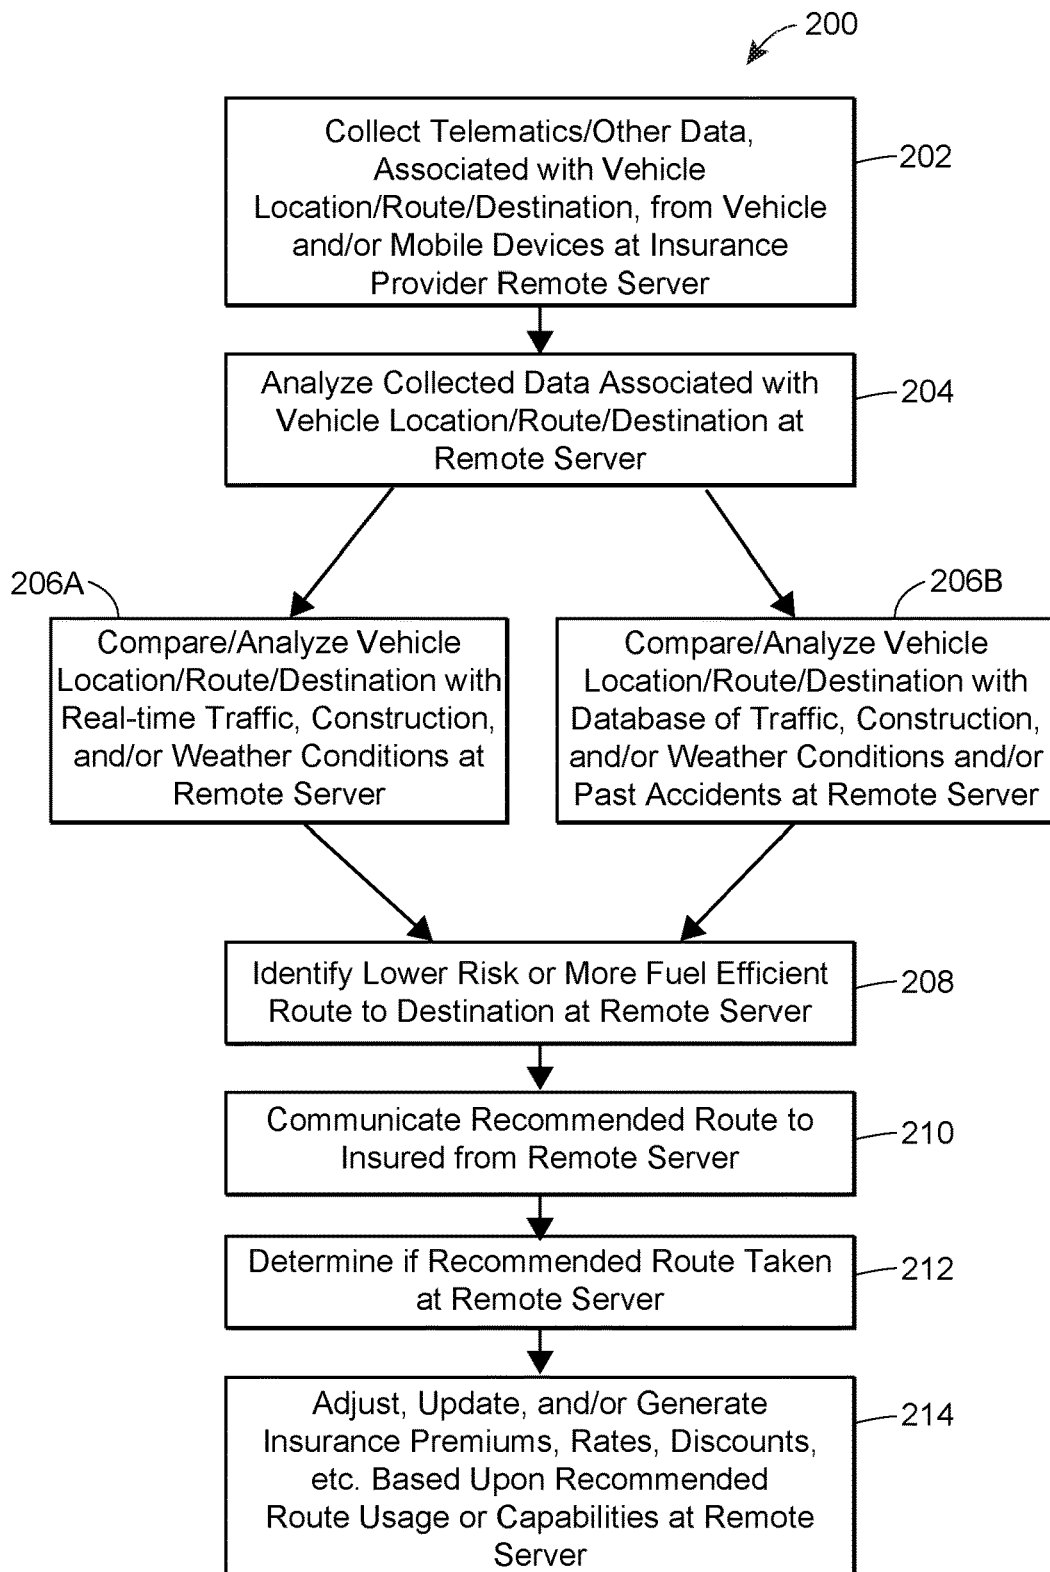 200
Collect Telematics/Other Data,
Associated with Vehicle
Location/Route/Destination, from Vehicle
and/or Mobile Devices at Insurance
Provider Remote Server
202
Analyze Collected Data Associated with
Vehicle Location/Route/Destination at
Remote Server
204
206A
Compare/Analyze Vehicle
Location/Route/Destination with
Real-time Traffic, Construction,
and/or Weather Conditions at
Remote Server
206B
Compare/Analyze Vehicle
Location/Route/Destination with
Database of Traffic, Construction,
and/or Weather Conditions and/or
Past Accidents at Remote Server
Identify Lower Risk or More Fuel Efficient
Route to Destination at Remote Server
208
Communicate Recommended Route to
Insured from Remote Server
210
Determine if Recommended Route Taken
at Remote Server
212
Adjust, Update, and/or Generate
Insurance Premiums, Rates, Discounts,
etc. Based Upon Recommended
Route Usage or Capabilities at Remote
Server
214